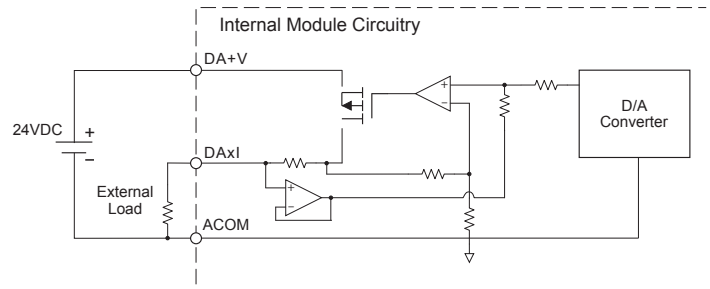 Internal Module Circuitry
DA+V
24VDC
+
−
DAxI
External
Load
ACOM
+
−
+
−
D/A
Converter